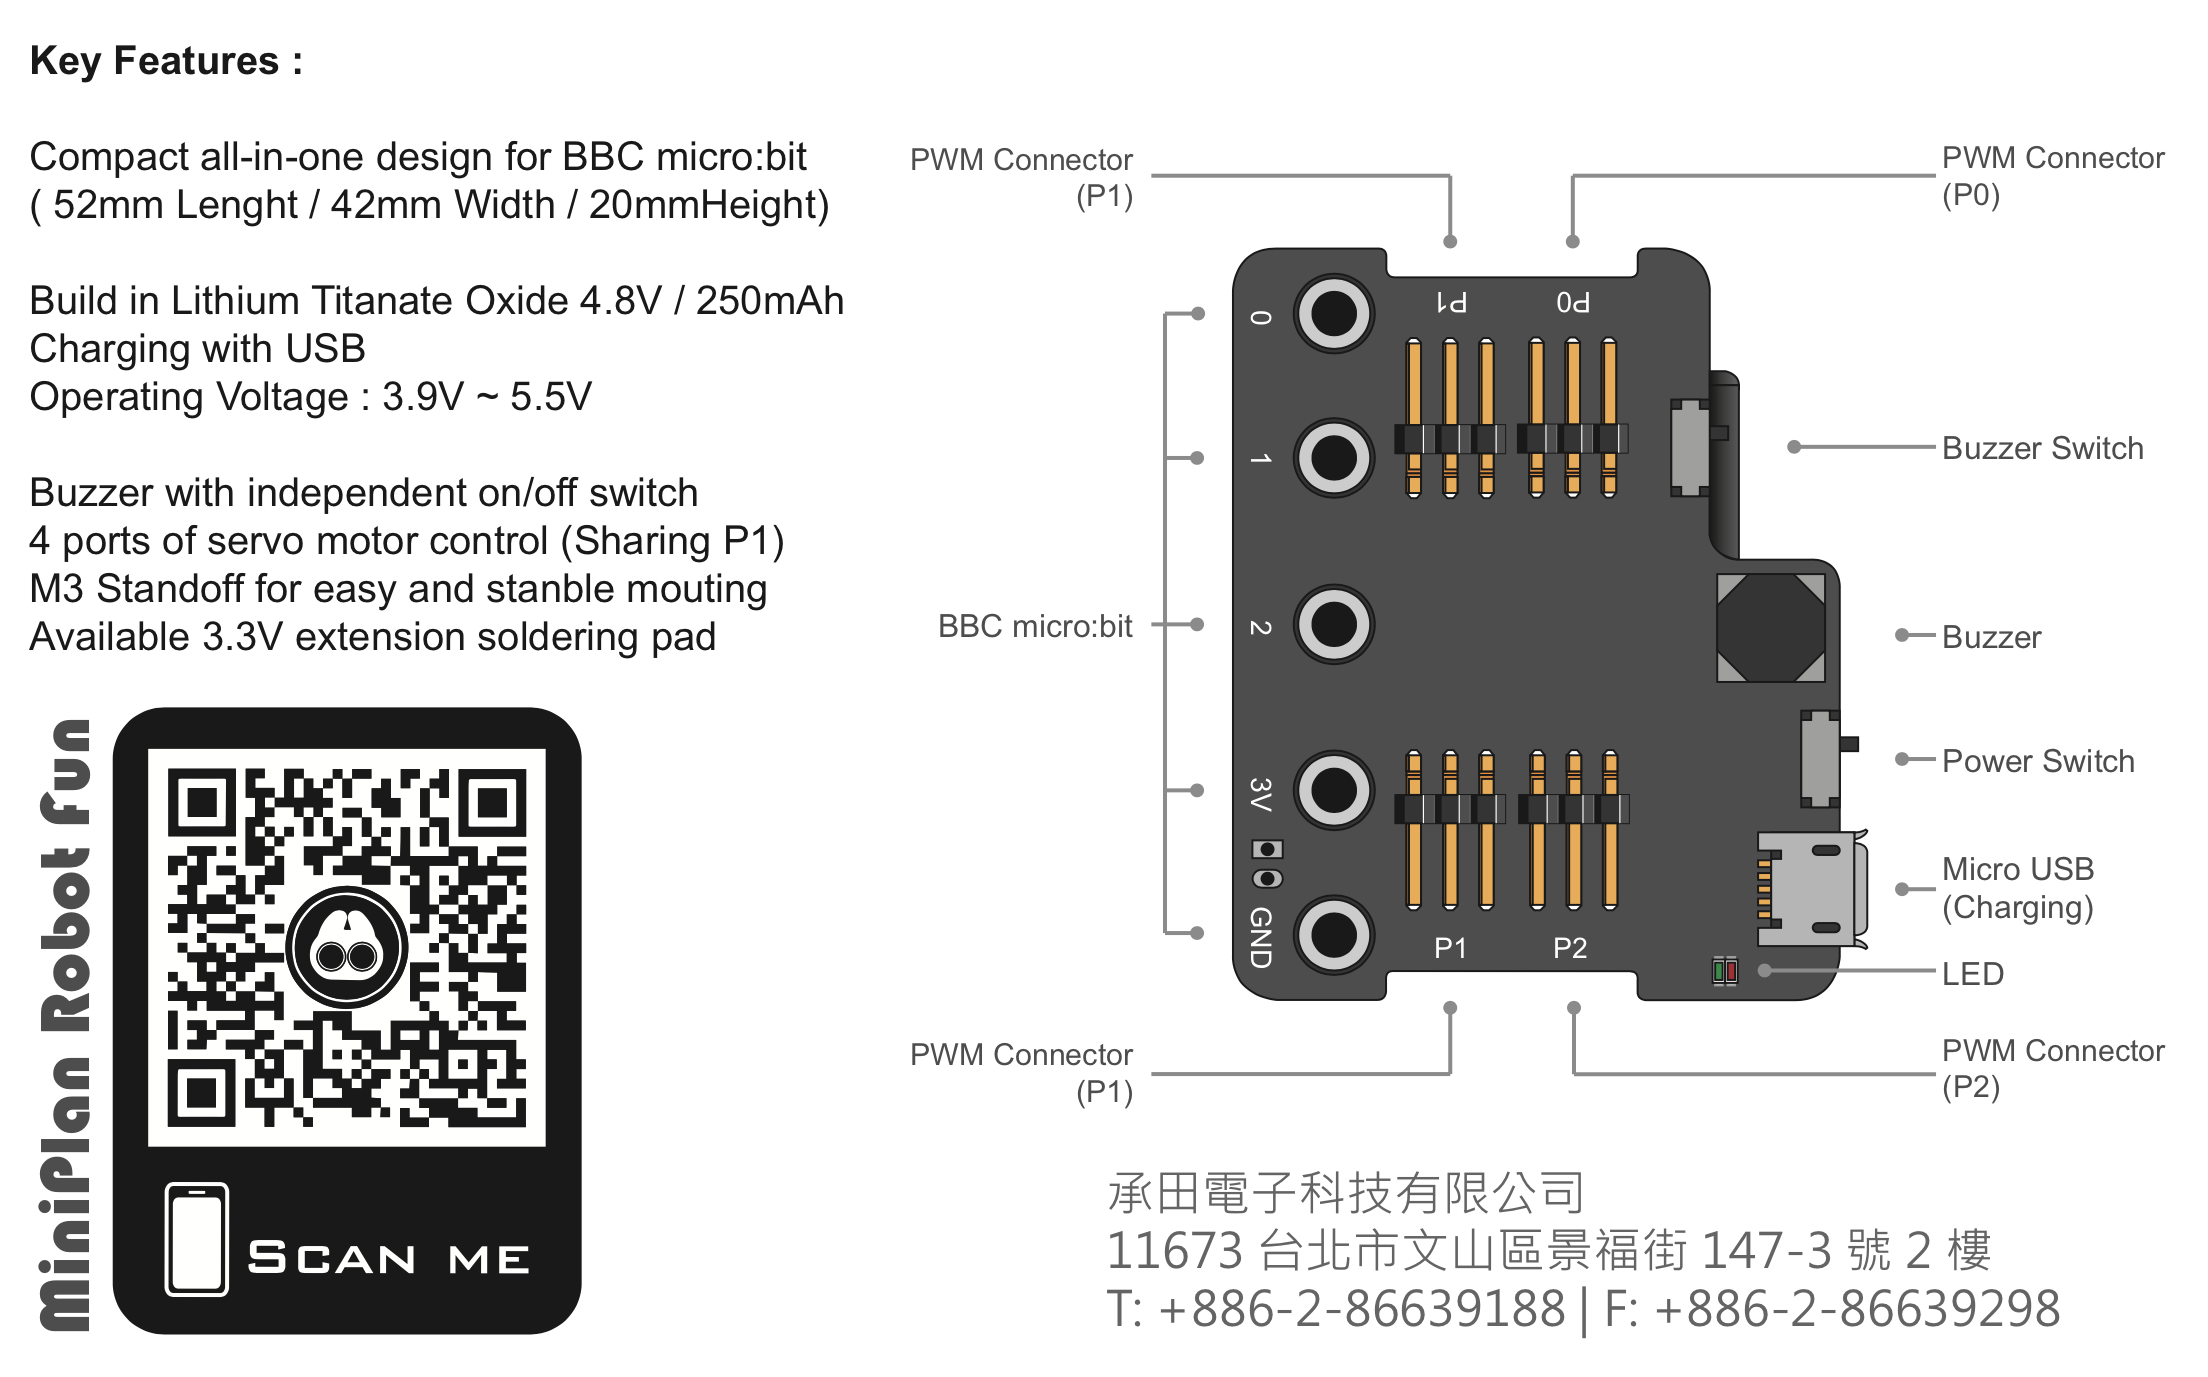 Key Features :
Compact all-in-one design for BBC micro:bit
( 52mm Lenght / 42mm Width / 20mmHeight)
Build in Lithium Titanate Oxide 4.8V / 250mAh
Charging with USB
Operating Voltage : 3.9V ~ 5.5V
Buzzer with independent on/off switch
4 ports of servo motor control (Sharing P1)
M3 Standoff for easy and stanble mouting
Available 3.3V extension soldering pad
miniPlan Robot fun
SCAN ME
PWM Connector
(P1)
PWM Connector
(P0)
P1
P0
0
1
2
3V
GND
BBC micro:bit
Buzzer Switch
Buzzer
Power Switch
Micro USB
(Charging)
LED
P1
P2
PWM Connector
(P1)
PWM Connector
(P2)
承田電子科技有限公司
11673 台北市文山區景福街 147-3 號 2 樓
T: +886-2-86639188 | F: +886-2-86639298